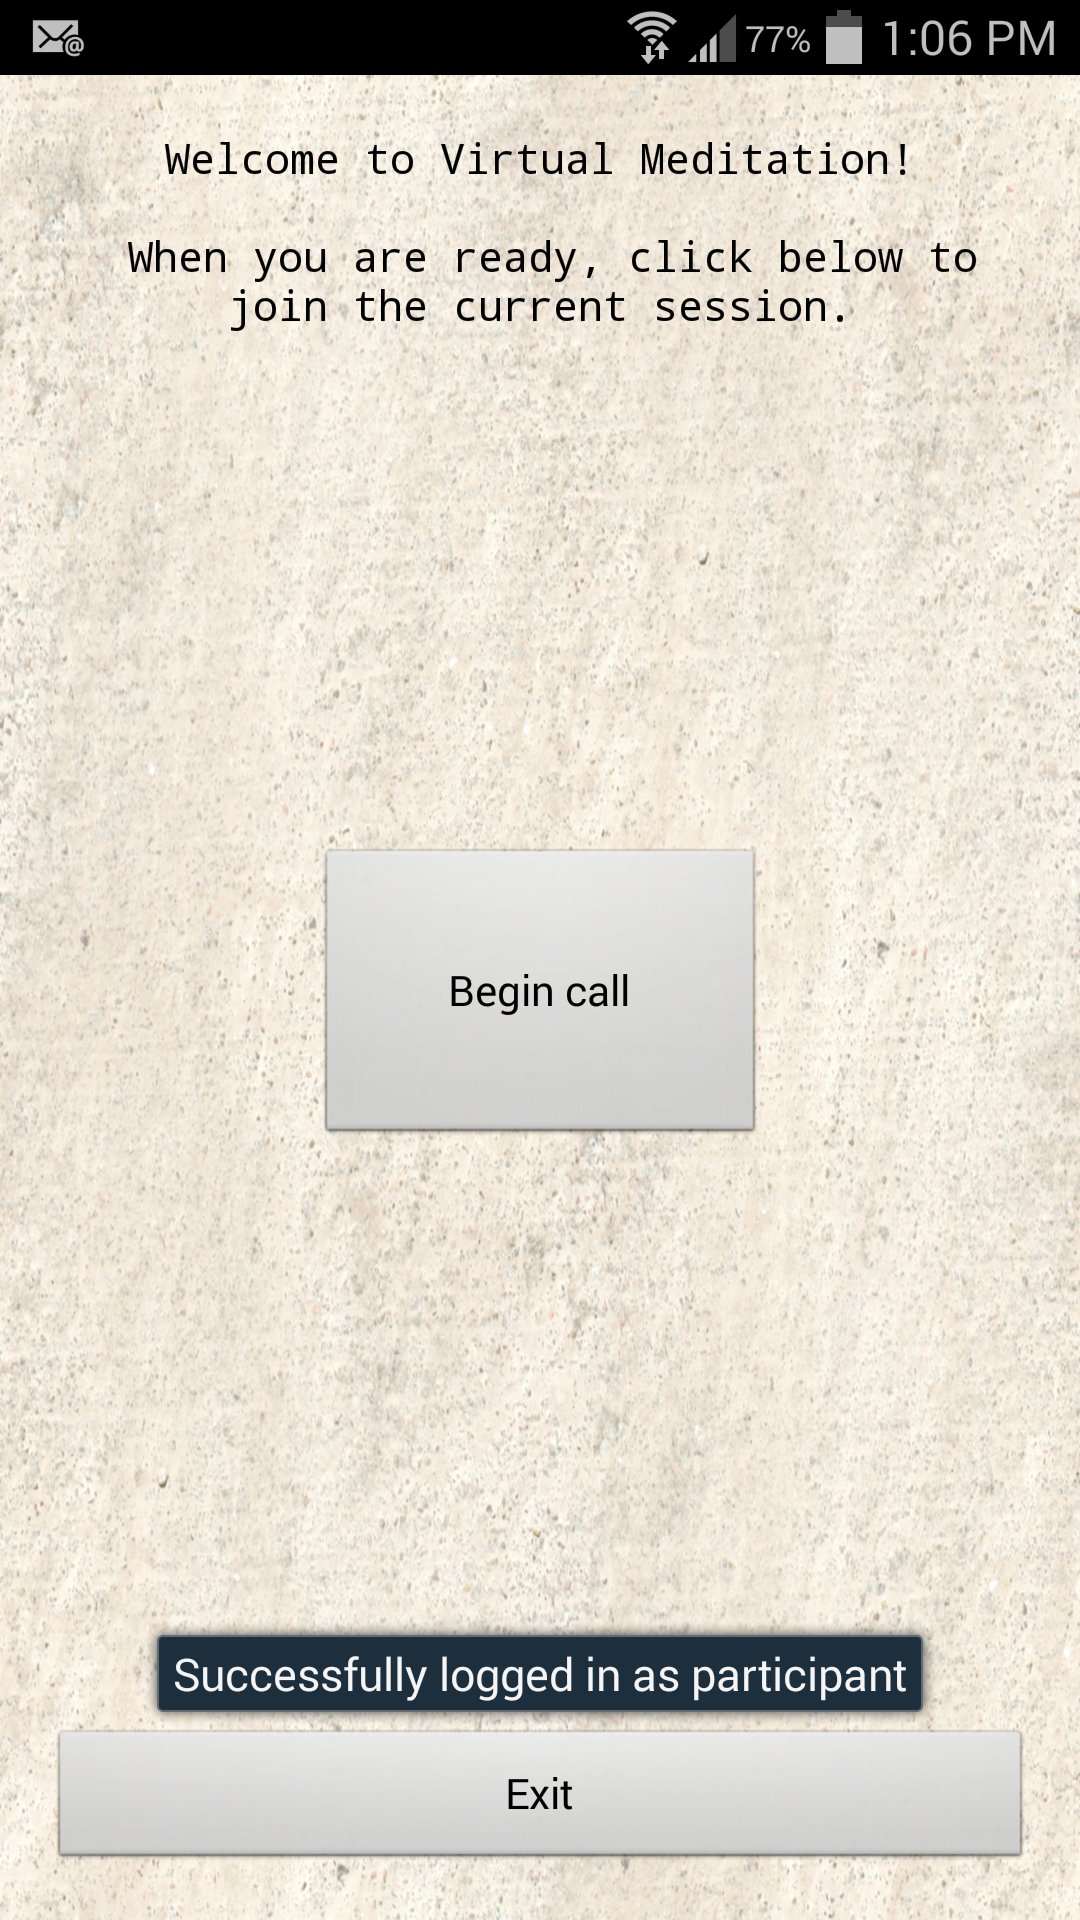 77% 1:06 PM
Welcome to Virtual Meditation!
When you are ready, click below to
join the current session.
Begin call
Successfully logged in as participant
Exit